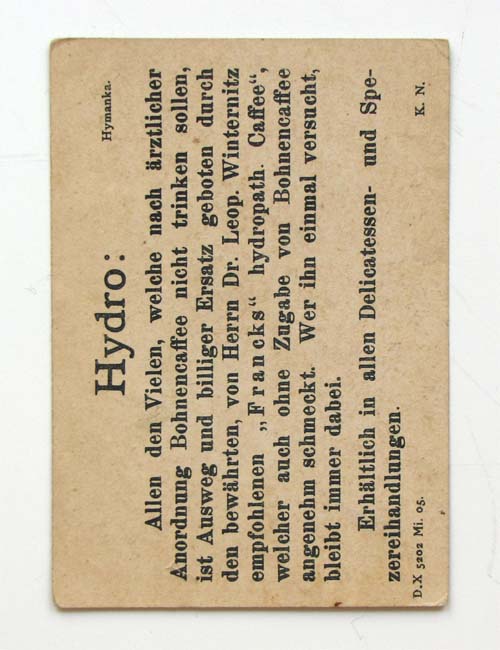 Hymanka.
Hydro:
Allen den Vielen, welche nach ärztlicher
Anordnung Bohnencaffee nicht trinken sollen,
ist Ausweg und billiger Ersatz geboten durch
den bewährten, von Herrn Dr. Leop. Winternitz
empfohlenen „Francks“ hydropath. Caffee“,
welcher auch ohne Zugabe von Bohnencaffee
angenehm schmeckt. Wer ihn einmal versucht,
bleibt immer dabei.
Erhältlich in allen Delicatessen- und Spe-
zereihandlungen.
D.X 5202 Mi. 05. K. N.